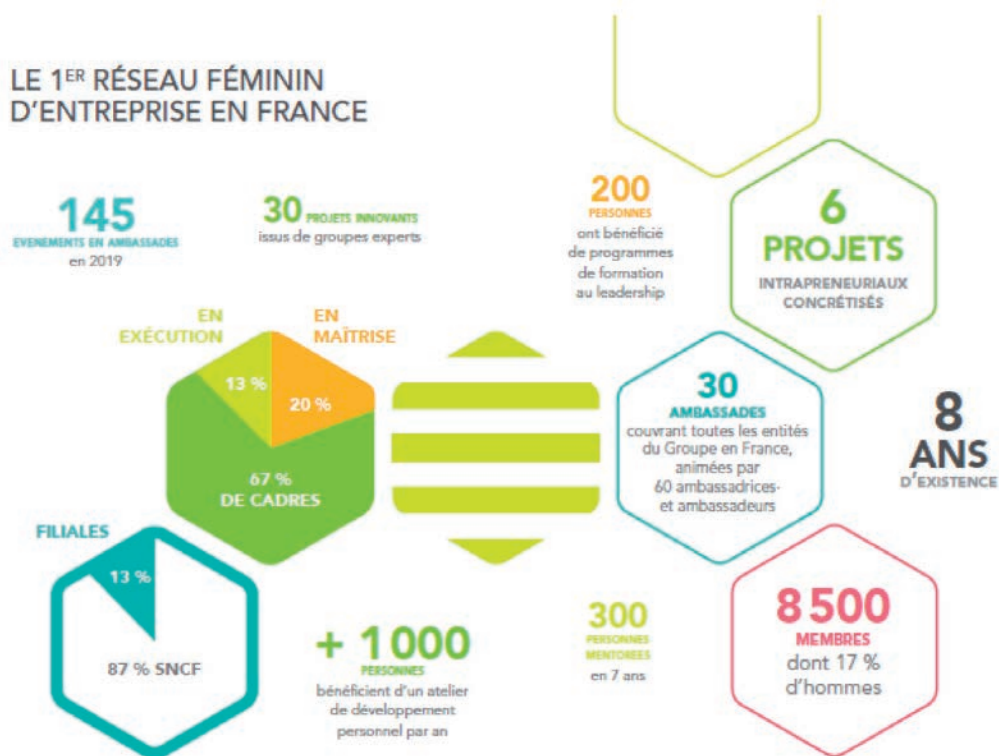 LE 1ER RÉSEAU FÉMININ
D'ENTREPRISE EN FRANCE
145
EVENEMENTS EN AMBASSADES
en 2019
30 PROJETS INNOVANTS
issus de groupes experts
200
PERSONNES
ont bénéficié
de programmes
de formation
au leadership
6
PROJETS
INTRAPRENEURIAUX
CONCRÉTISÉS
EN
EXÉCUTION
EN
MAÎTRISE
13 %
20 %
67 %
DE CADRES
30
AMBASSADES
couvrant toutes les entités
du Groupe en France,
animées par
60 ambassadrices·
et ambassadeurs
8
ANS
D'EXISTENCE
FILIALES
13 %
87 % SNCF
+ 1 000
PERSONNES
bénéficient d'un atelier
de développement
personnel par an
300
PERSONNES
MENTOREES
en 7 ans
8 500
MEMBRES
dont 17 %
d'hommes